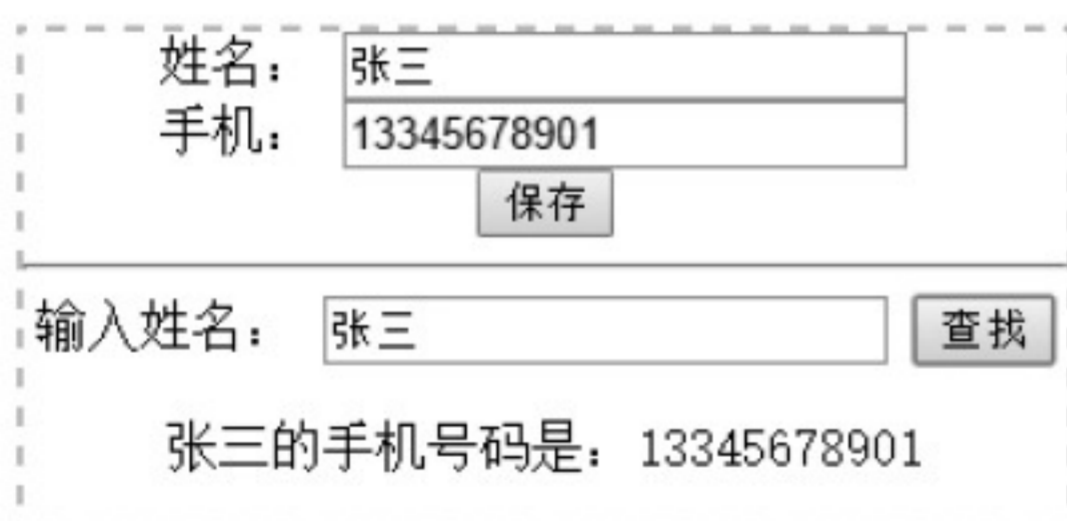 姓名： 张三
手机： 13345678901
保存
输入姓名： 张三 查找
张三的手机号码是：13345678901